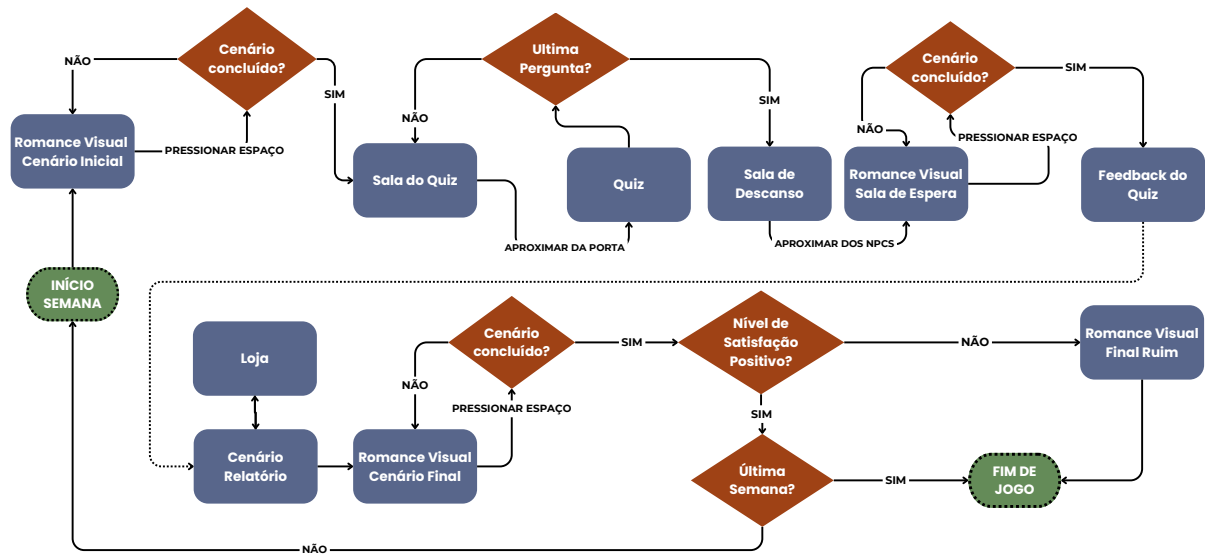 Cenário
concluído?
NÃO
SIM
Romance Visual
Cenário Inicial
PRESSIONAR ESPAÇO
Ultima
Pergunta?
NÃO
SIM
Sala do Quiz
Quiz
APROXIMAR DA PORTA
Sala de
Descanso
APROXIMAR DOS NPCS
Cenário
concluído?
SIM
NÃO
PRESSIONAR ESPAÇO
Romance Visual
Sala de Espera
Feedback do
Quiz
INÍCIO
SEMANA
Loja
Cenário
Relatório
Cenário
concluído?
NÃO
SIM
PRESSIONAR ESPAÇO
Romance Visual
Cenário Final
Nível de
Satisfação
Positivo?
NÃO
Romance Visual
Final Ruim
SIM
Última
Semana?
SIM
FIM DE
JOGO
NÃO